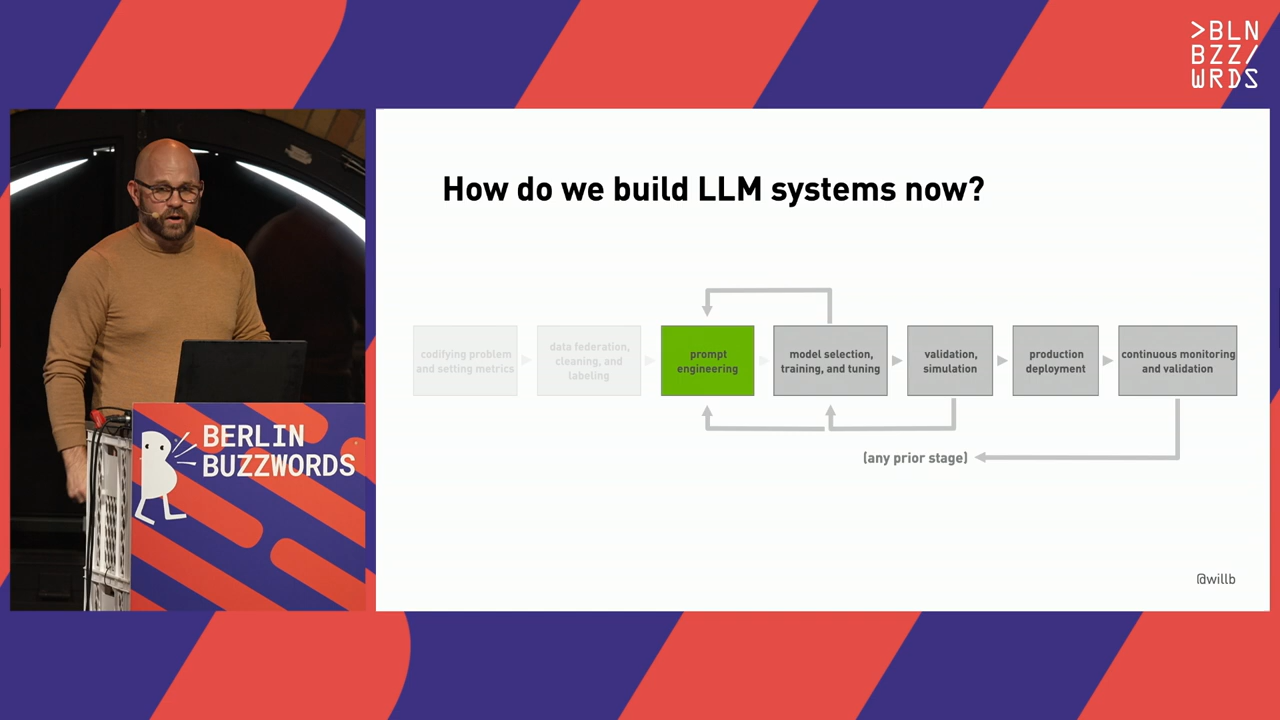 >BLN
BZZ/
WRDS
How do we build LLM systems now?
codifying problem
and setting metrics
data federation,
cleaning, and
labeling
prompt
engineering
model selection,
training, and tuning
validation,
simulation
production
deployment
continuous monitoring
and validation
(any prior stage)
@willb
BERLIN
BUZZWORDS